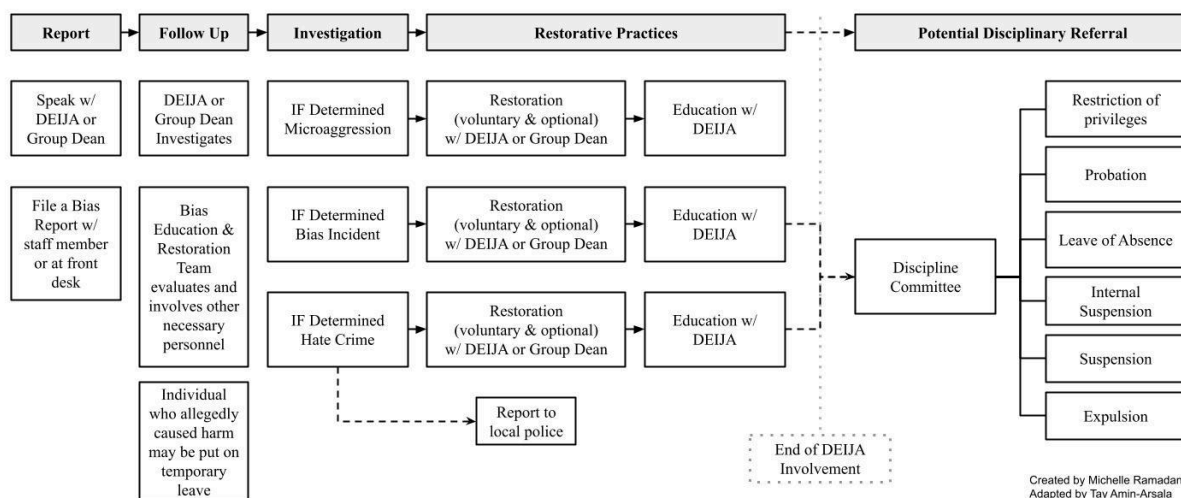 Report
Follow Up
Investigation
Restorative Practices
Potential Disciplinary Referral
Speak w/
DEIJA or
Group Dean
DEIJA or
Group Dean
Investigates
IF Determined
Microaggression
Restoration
(voluntary & optional)
w/ DEIJA or Group Dean
Education w/
DEIJA
File a Bias
Report w/
staff member
or at front
desk
Bias
Education &
Restoration
Team
evaluates and
involves other
necessary
personnel
IF Determined
Bias Incident
Restoration
(voluntary & optional)
w/ DEIJA or Group Dean
Education w/
DEIJA
IF Determined
Hate Crime
Restoration
(voluntary & optional)
w/ DEIJA or Group Dean
Education w/
DEIJA
Individual
who allegedly
caused harm
may be put on
temporary
leave
Report to
local police
End of DEIJA
Involvement
Discipline
Committee
Restriction of
privileges
Probation
Leave of Absence
Internal
Suspension
Suspension
Expulsion
Created by Michelle Ramadan
Adapted by Tay Amin-Arsala